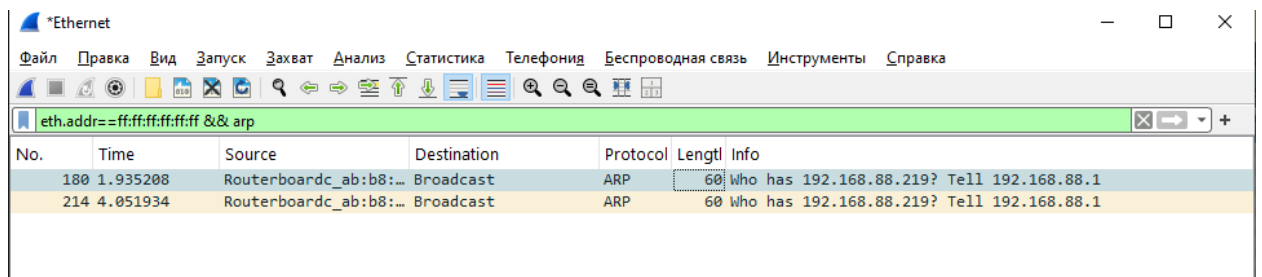 *Ethernet
Файл Правка Вид Запуск Захват Анализ Статистика Телефония Беспроводная связь Инструменты Справка
eth.addr==ff:ff:ff:ff:ff:ff && arp
No. Time Source Destination Protocol Lengtl Info
180 1.935208 Routerboardc_ab:b8:… Broadcast ARP 60 Who has 192.168.88.219? Tell 192.168.88.1
214 4.051934 Routerboardc_ab:b8:… Broadcast ARP 60 Who has 192.168.88.219? Tell 192.168.88.1